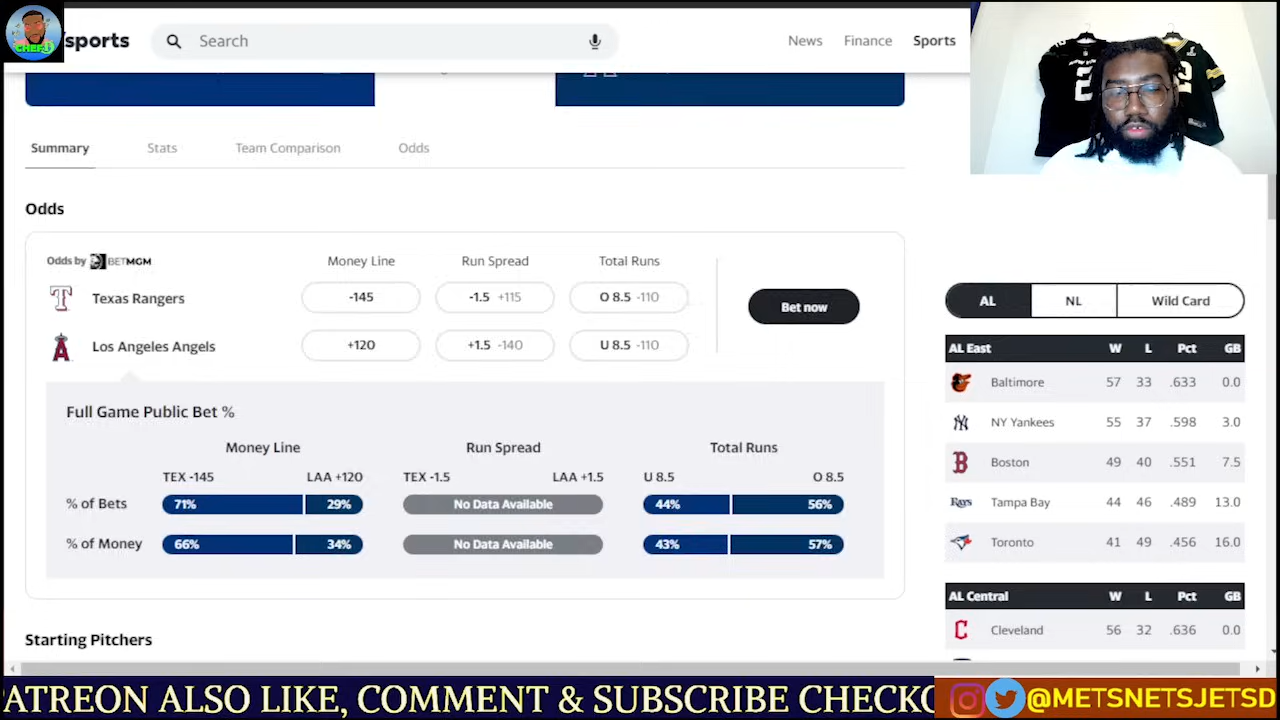 CHEF J
sports
Search
News Finance Sports
Summary Stats Team Comparison Odds
Odds
Odds by BETMGM Money Line Run Spread Total Runs
Texas Rangers -145 -1.5 +115 O 8.5 -110
Los Angeles Angels +120 +1.5 -140 U 8.5 -110
Bet now
Full Game Public Bet %
Money Line Run Spread Total Runs
TEX -145 LAA +120 TEX -1.5 LAA +1.5 U 8.5 O 8.5
% of Bets 71% 29% No Data Available 44% 56%
% of Money 66% 34% No Data Available 43% 57%
Starting Pitchers
AL NL Wild Card
AL East W L Pct GB
Baltimore 57 33 .633 0.0
NY Yankees 55 37 .598 3.0
Boston 49 40 .551 7.5
Rays Tampa Bay 44 46 .489 13.0
Toronto 41 49 .456 16.0
AL Central W L Pct GB
Cleveland 56 32 .636 0.0
PATREON ALSO LIKE, COMMENT & SUBSCRIBE CHECKO
@METSNETSJETSD